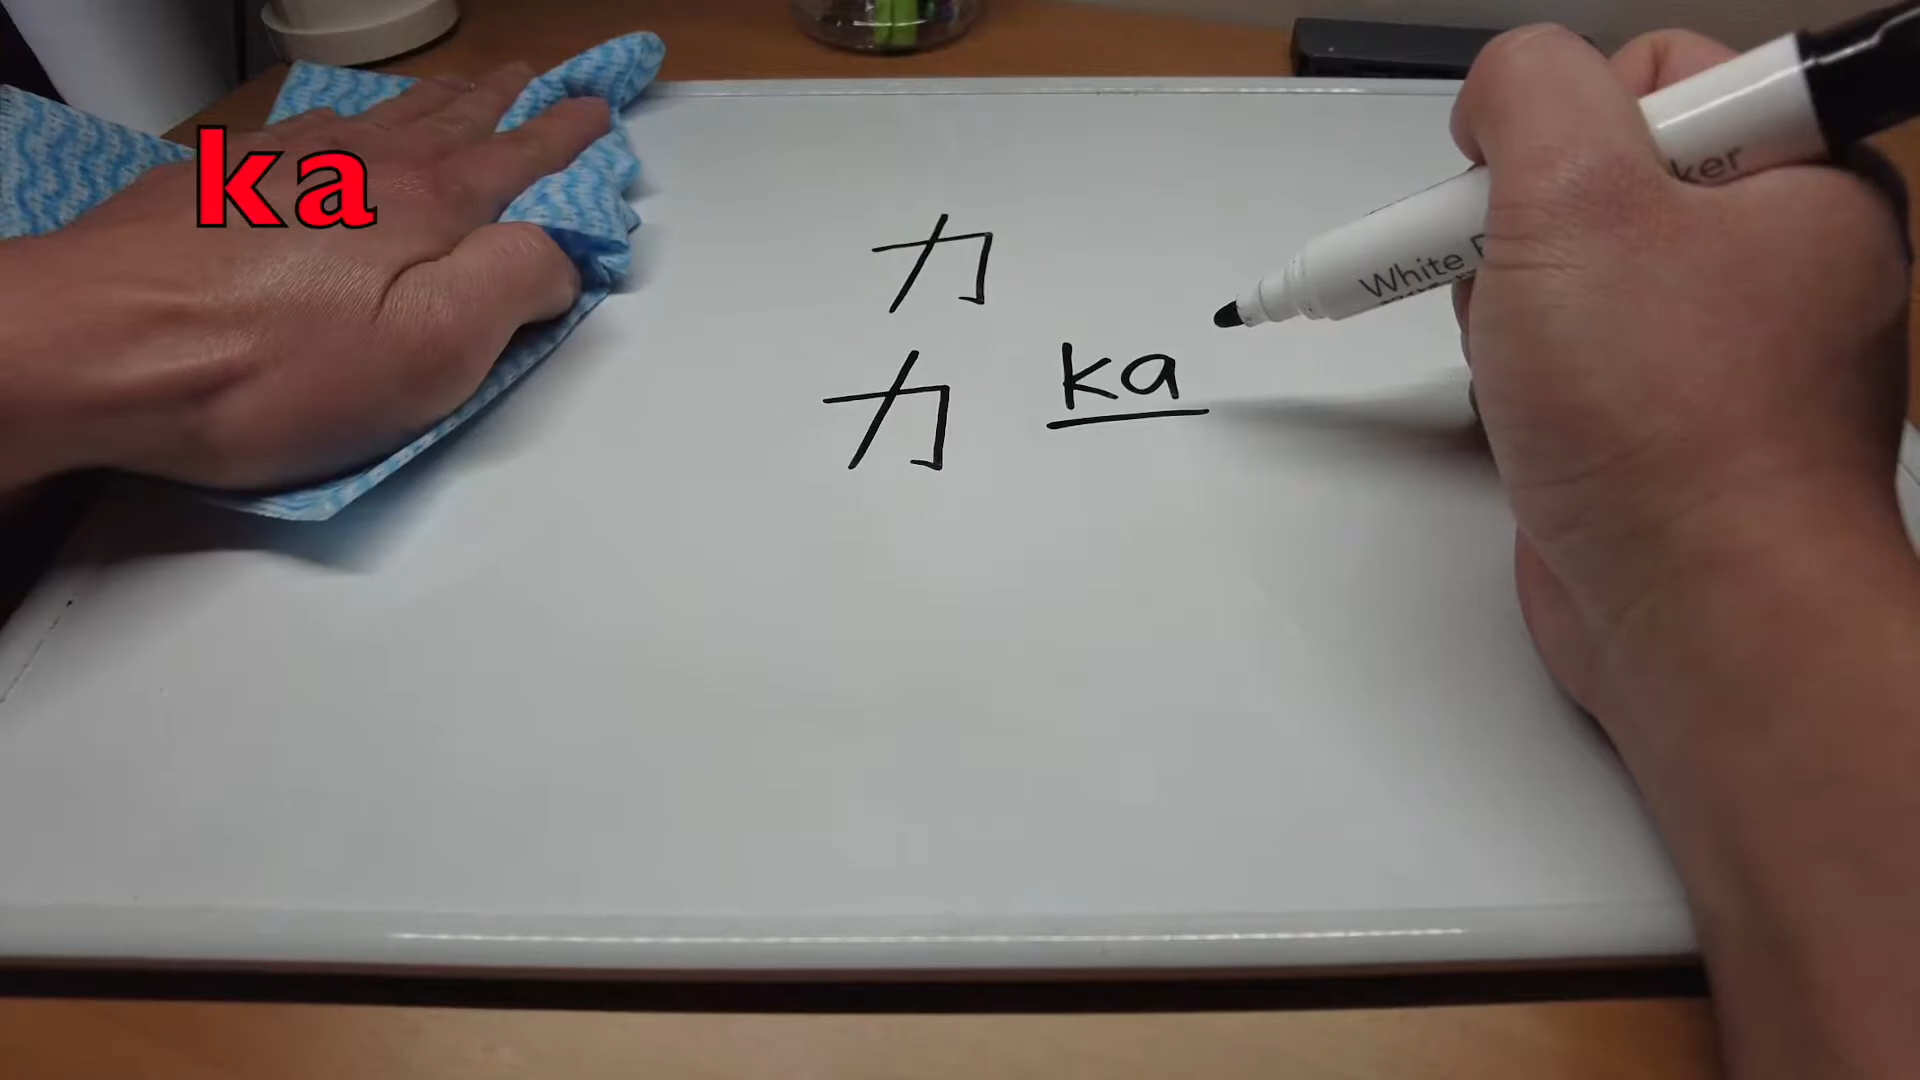 ka
カ
カ ka
White B
ker